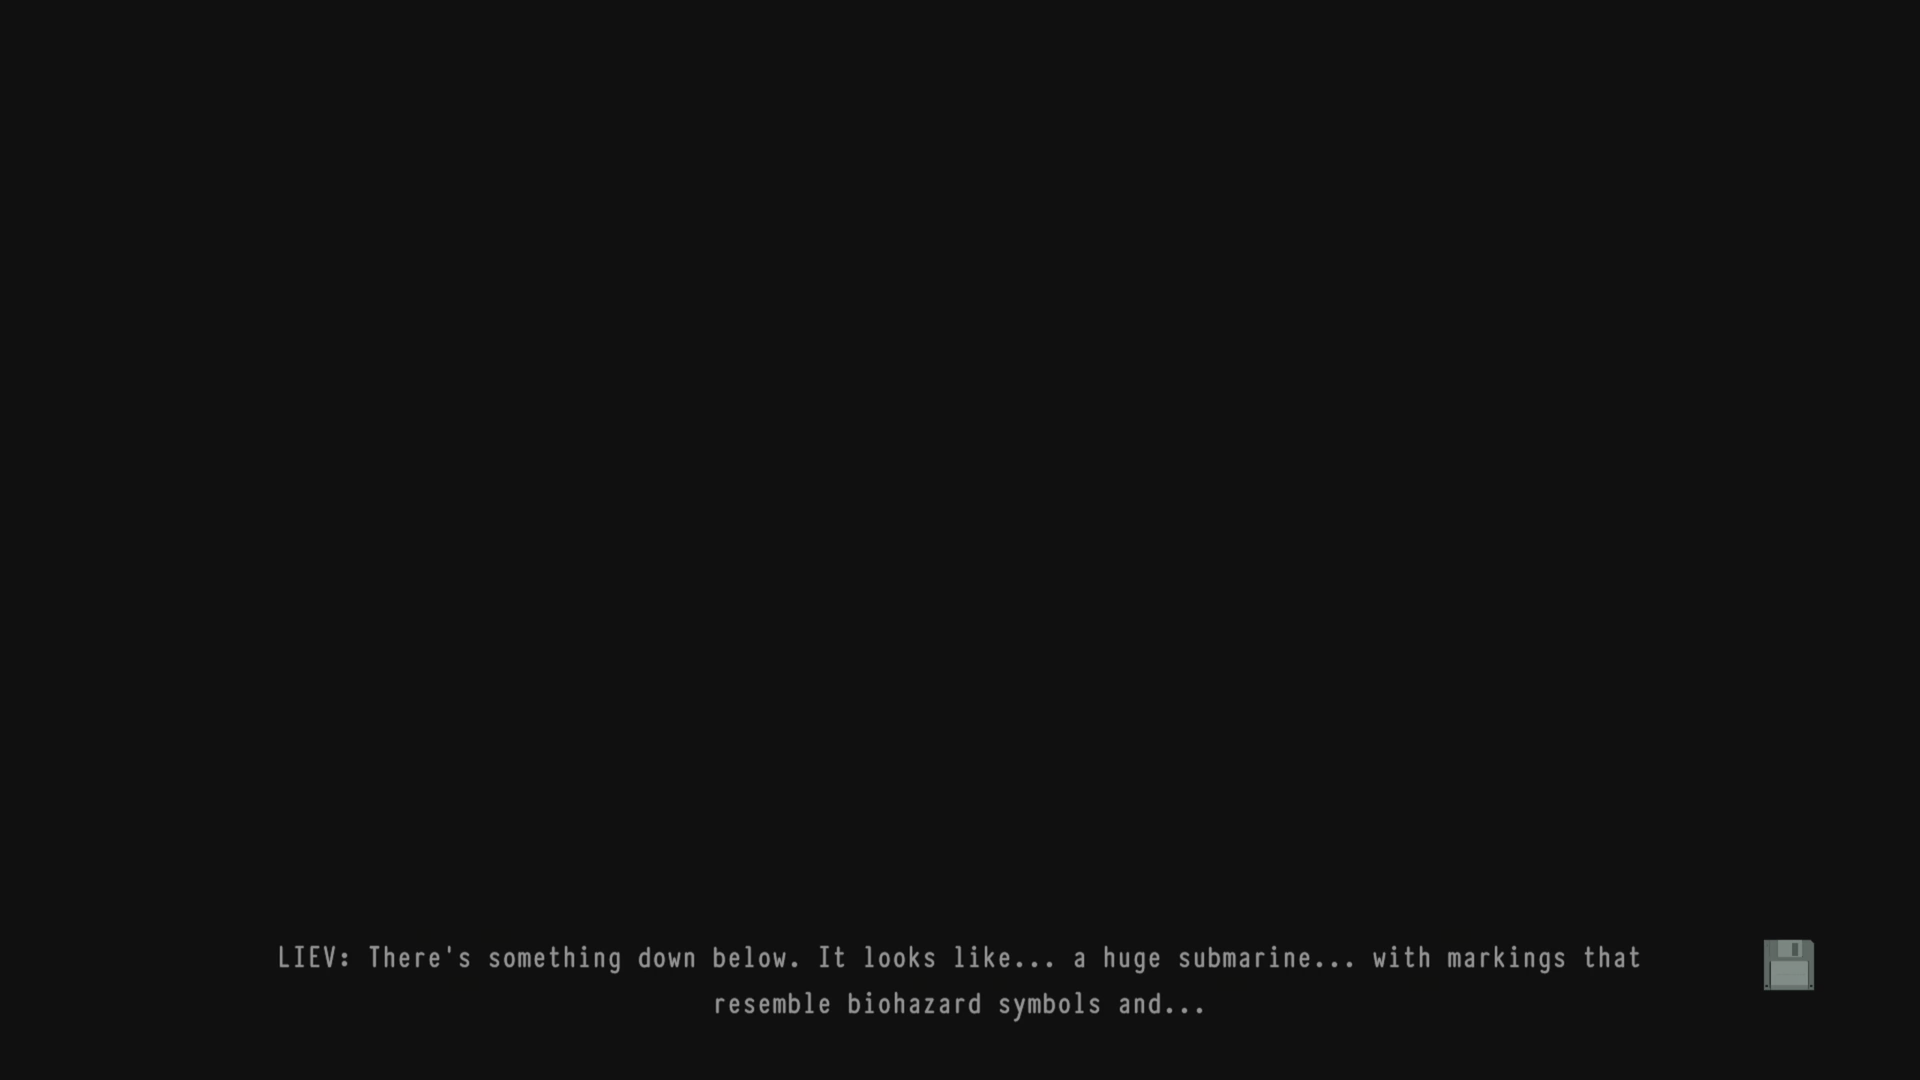 LIEV: There's something down below. It looks like... a huge submarine... with markings that
resemble biohazard symbols and...